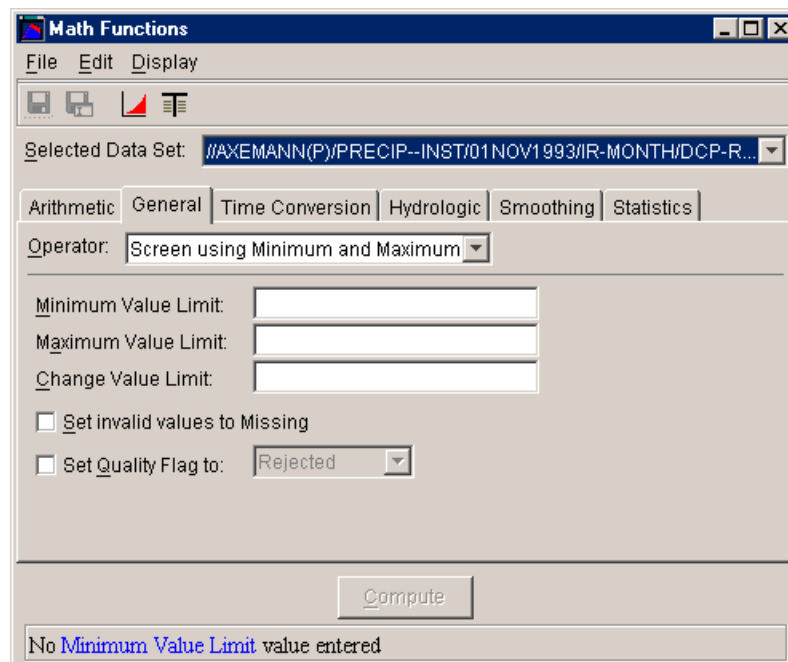 Math Functions
File Edit Display
Selected Data Set: //AXEMANN(P)/PRECIP--INST/01NOV1993/IR-MONTH/DCP-R...
Arithmetic General Time Conversion Hydrologic Smoothing Statistics
Operator: Screen using Minimum and Maximum
Minimum Value Limit:
Maximum Value Limit:
Change Value Limit:
Set invalid values to Missing
Set Quality Flag to: Rejected
Compute
No Minimum Value Limit value entered